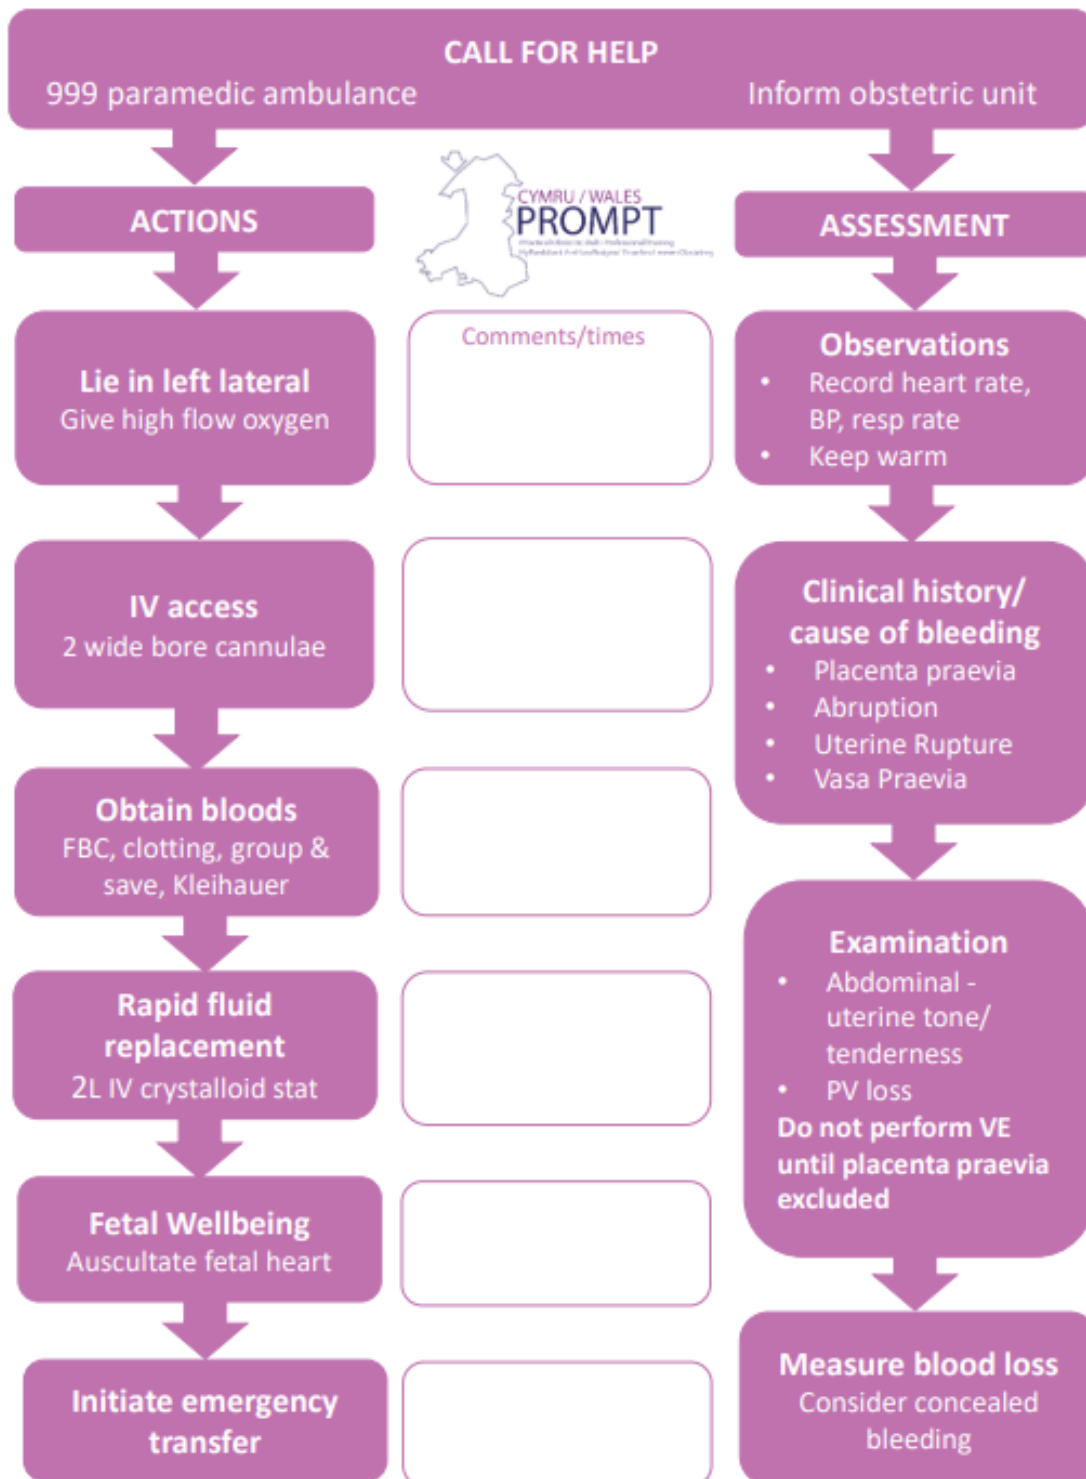 CALL FOR HELP
999 paramedic ambulance
Inform obstetric unit
CYMRU / WALES
PROMPT
ACTIONS
Lie in left lateral
Give high flow oxygen
IV access
2 wide bore cannulae
Obtain bloods
FBC, clotting, group &
save, Kleihauer
Rapid fluid
replacement
2L IV crystalloid stat
Fetal Wellbeing
Auscultate fetal heart
Initiate emergency
transfer
Comments/times
ASSESSMENT
Observations
• Record heart rate,
BP, resp rate
• Keep warm
Clinical history/
cause of bleeding
• Placenta praevia
• Abruption
• Uterine Rupture
• Vasa Praevia
Examination
• Abdominal -
uterine tone/
tenderness
• PV loss
Do not perform VE
until placenta praevia
excluded
Measure blood loss
Consider concealed
bleeding